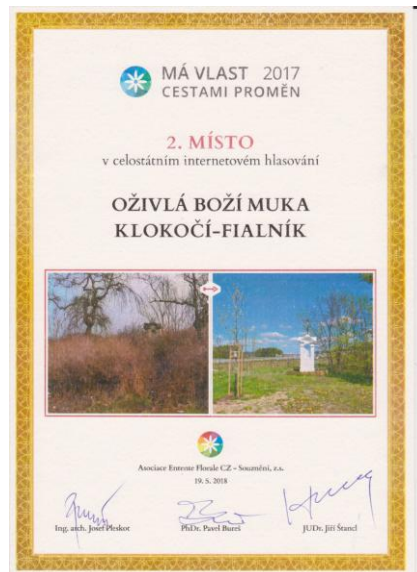 MÁ VLAST 2017
CESTAMI PROMĚN
2. MÍSTO
v celostátním internetovém hlasování
OŽIVLÁ BOŽÍ MUKA
KLOKOČÍ-FIALNÍK
Asociace Entente Florale CZ – Souznění, z.s.
19. 5. 2018
Ing. arch. Josef Pleskot PhDr. Pavel Bureš JUDr. Jiří Štancl